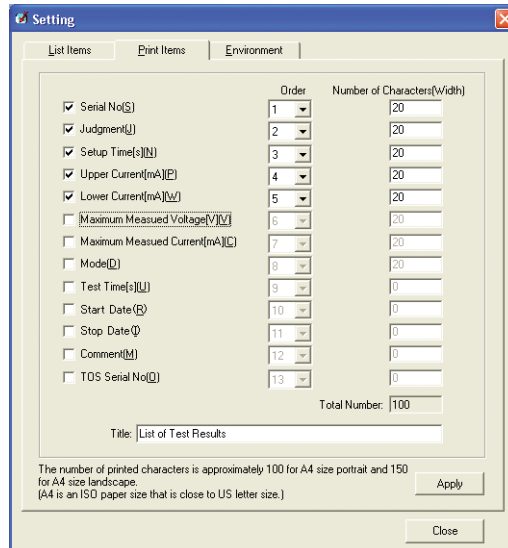 Setting
List Items Print Items Environment
Order Number of Characters(Width)
Serial No(S) 1 20
Judgment(J) 2 20
Setup Time[s](N) 3 20
Upper Current[mA](P) 4 20
Lower Current[mA](W) 5 20
Maximum Measued Voltage[V](V) 6 20
Maximum Measued Current[mA](C) 7 20
Mode(D) 8 20
Test Time[s](U) 9 0
Start Date(R) 10 0
Stop Date(I) 11 0
Comment(M) 12 0
TOS Serial No(O) 13 0
Total Number: 100
Title: List of Test Results
The number of printed characters is approximately 100 for A4 size portrait and 150
for A4 size landscape.
(A4 is an ISO paper size that is close to US letter size.)
Apply
Close